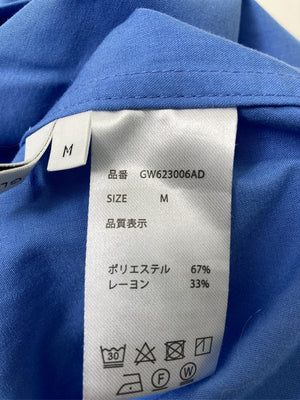 M
品番 GW623006AD
SIZE M
品質表示
ポリエステル 67%
レーヨン 33%
30
F W